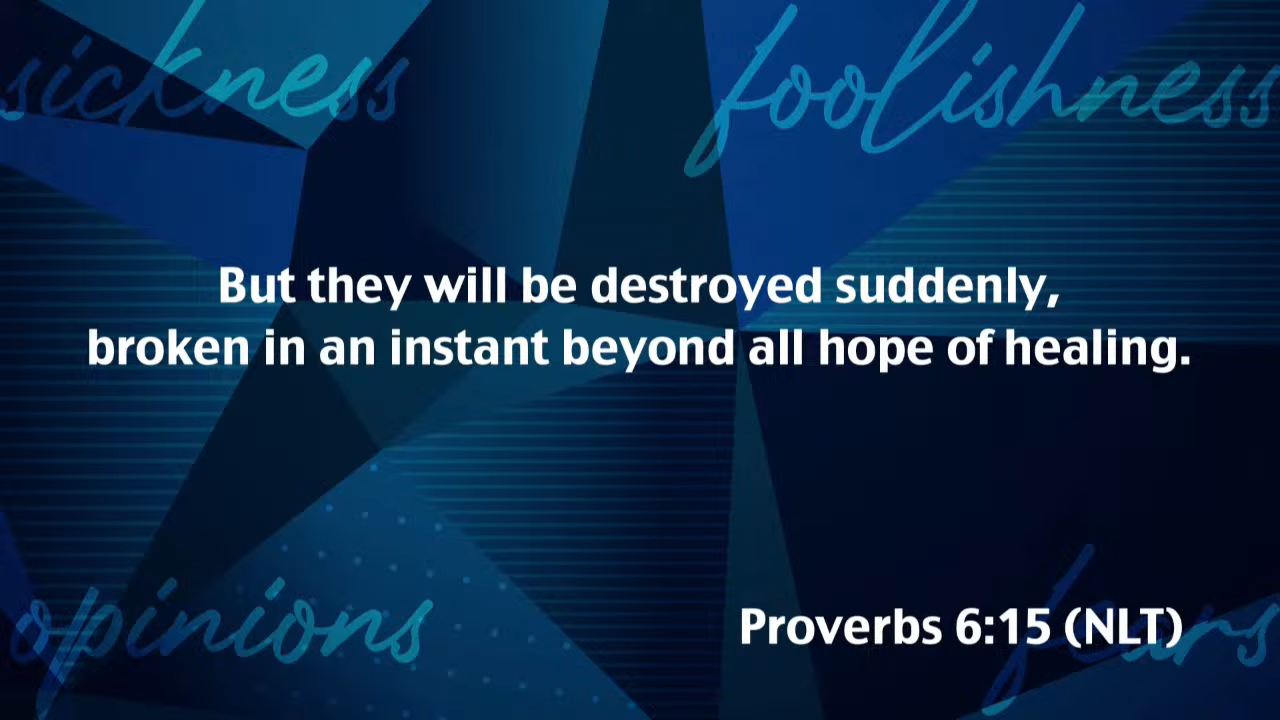 sickness
foolishness
But they will be destroyed suddenly,
broken in an instant beyond all hope of healing.
opinions
Proverbs 6:15 (NLT)
fears